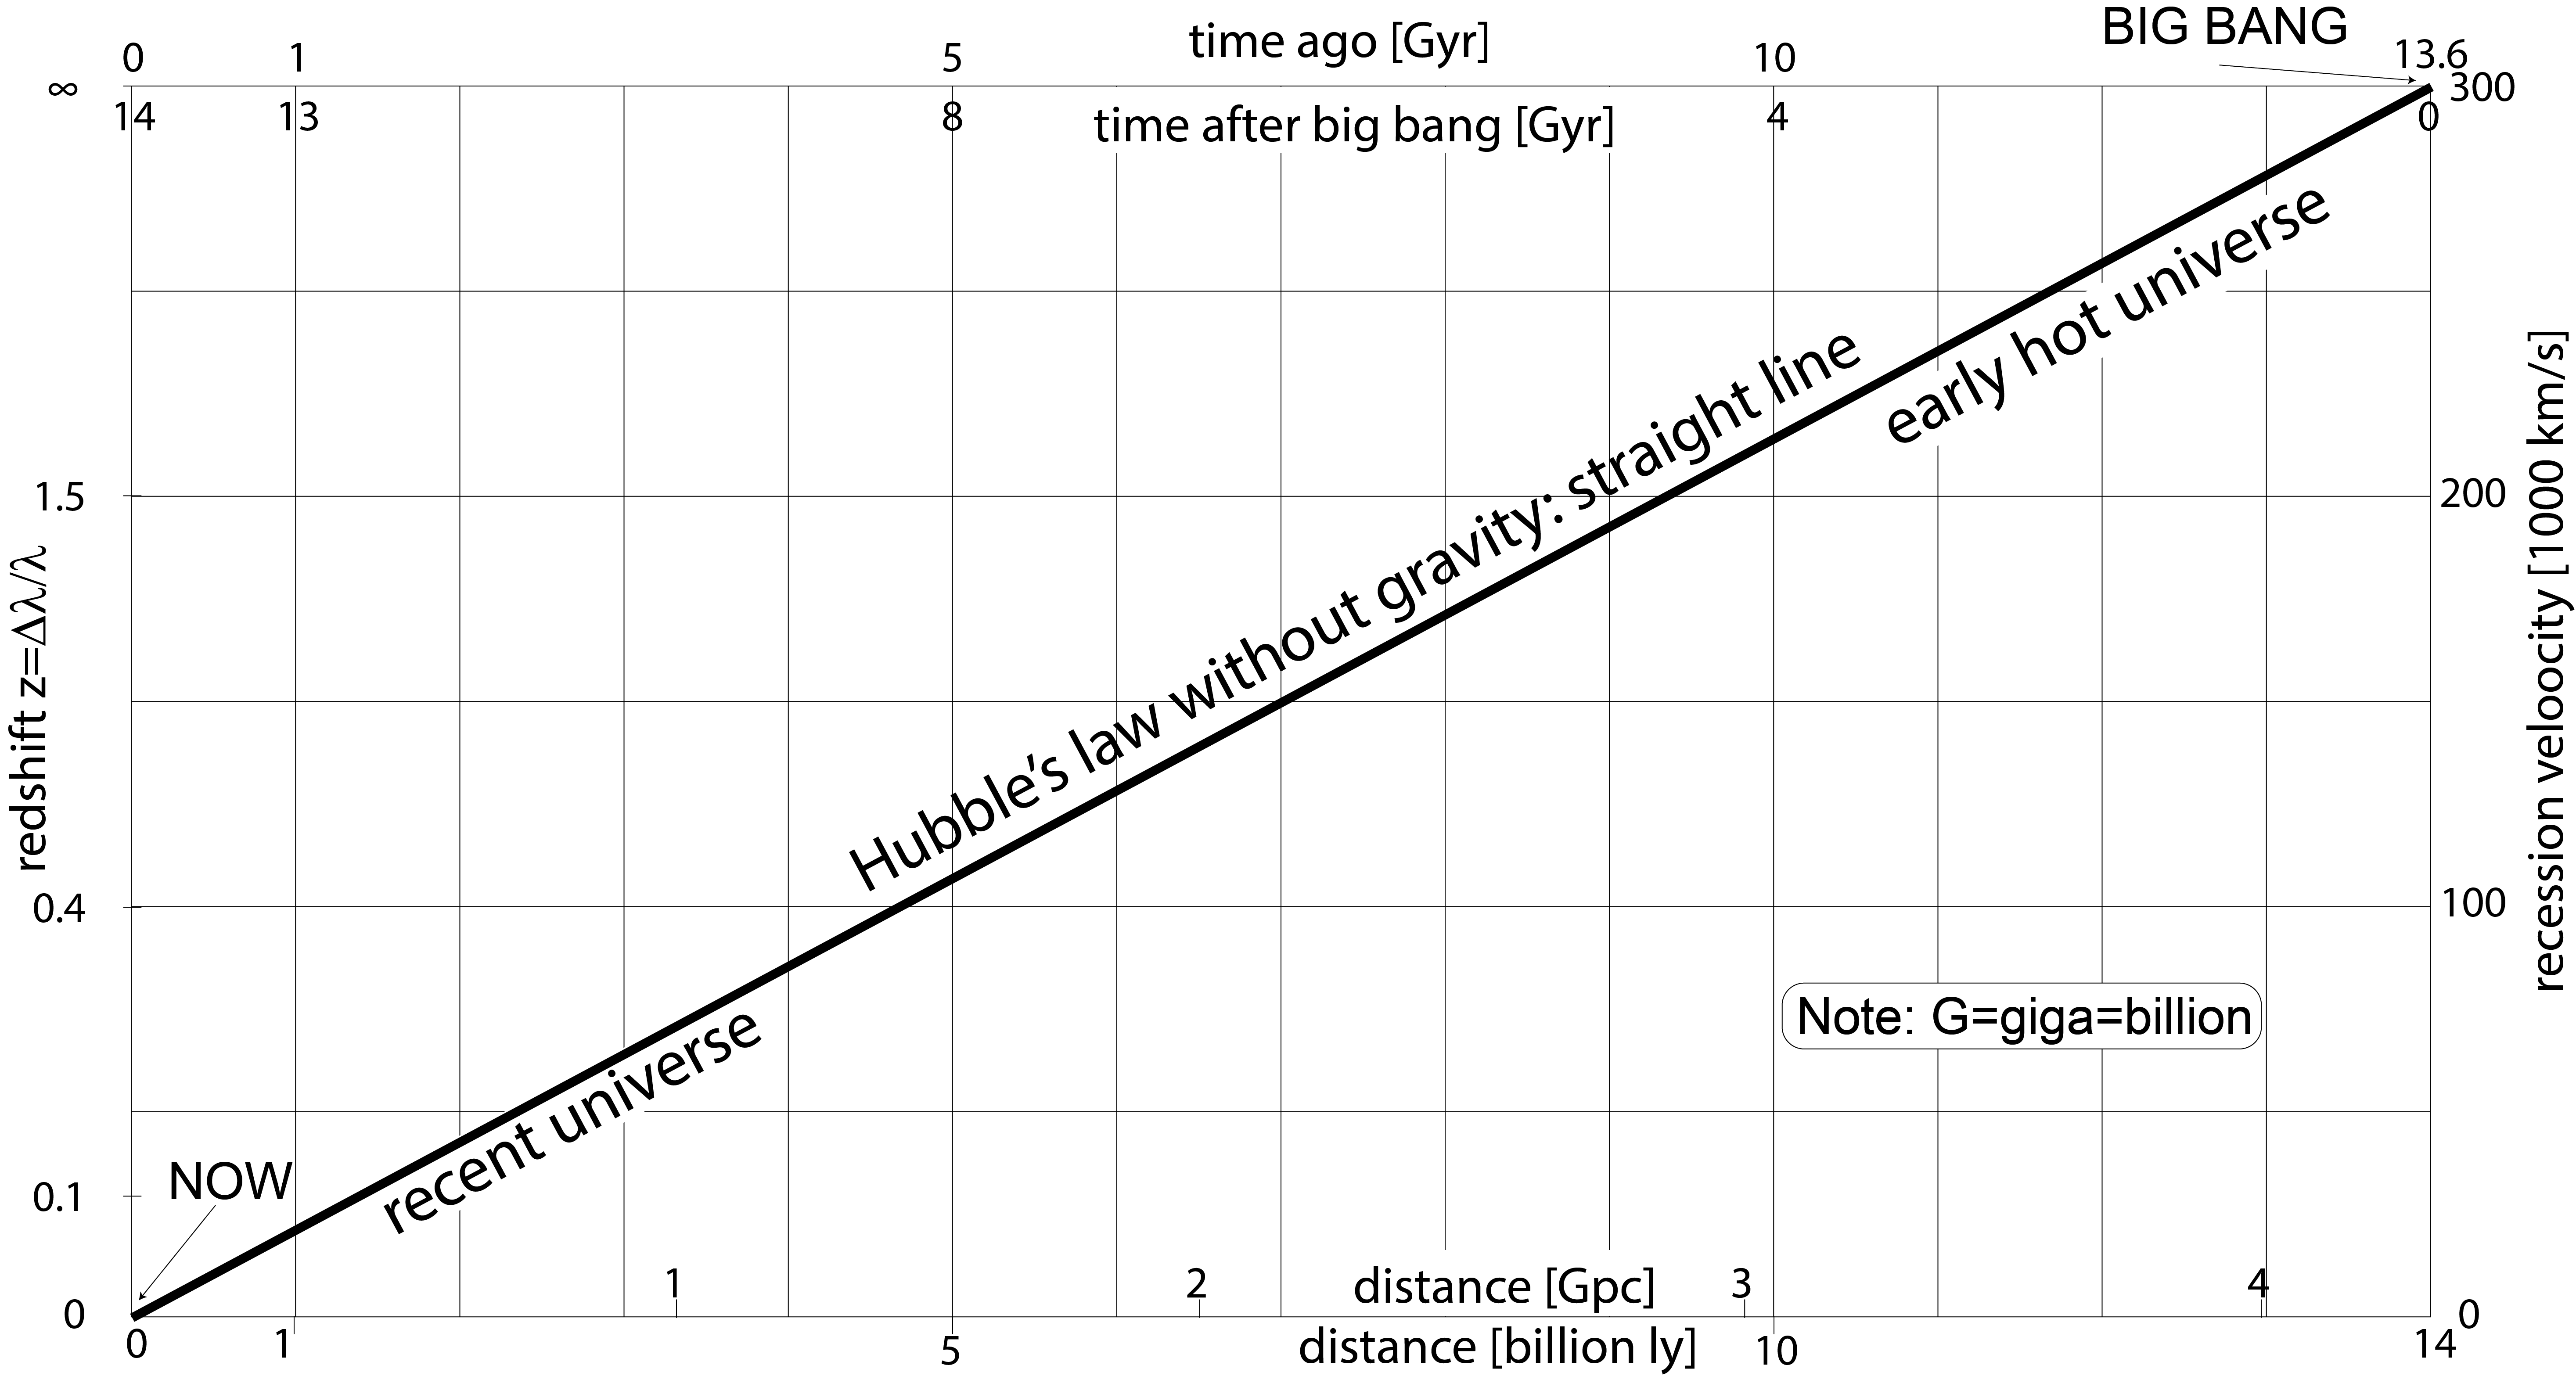 time ago [Gyr]
BIG BANG
0 1 5 10 13.6
∞ 300
14 13 8 4 0
time after big bang [Gyr]
early hot universe
Hubble's law without gravity: straight line
1.5 200
redshift z=Δλ/λ
recession veloocity [1000 km/s]
0.4 100
Note: G=giga=billion
recent universe
NOW
0.1
1 2 distance [Gpc] 3 4
0 0
0 1 5 distance [billion ly] 10 14